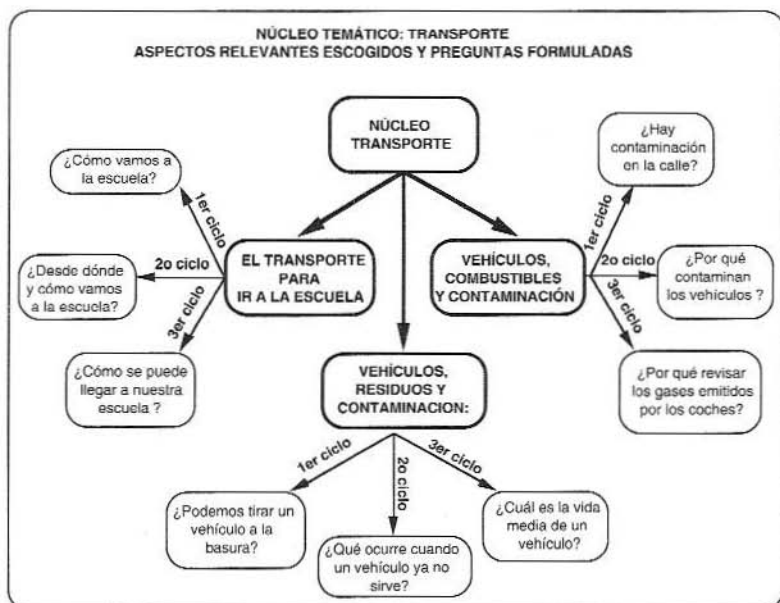 NÚCLEO TEMÁTICO: TRANSPORTE
ASPECTOS RELEVANTES ESCOGIDOS Y PREGUNTAS FORMULADAS
NÚCLEO
TRANSPORTE
EL TRANSPORTE
PARA
IR A LA ESCUELA
1er ciclo
¿Cómo vamos a
la escuela?
2o ciclo
¿Desde dónde
y cómo vamos
a la escuela?
3er ciclo
¿Cómo se puede
llegar a nuestra
escuela ?
VEHÍCULOS,
COMBUSTIBLES
Y CONTAMINACIÓN
1er ciclo
¿Hay
contaminación
en la calle?
2o ciclo
¿Por qué
contaminan
los vehículos ?
3er ciclo
¿Por qué revisar
los gases emitidos
por los coches?
VEHÍCULOS,
RESIDUOS Y
CONTAMINACION:
1er ciclo
¿Podemos tirar un
vehículo a la
basura?
2o ciclo
¿Qué ocurre cuando
un vehículo ya no
sirve?
3er ciclo
¿Cuál es la vida
media de un
vehículo?